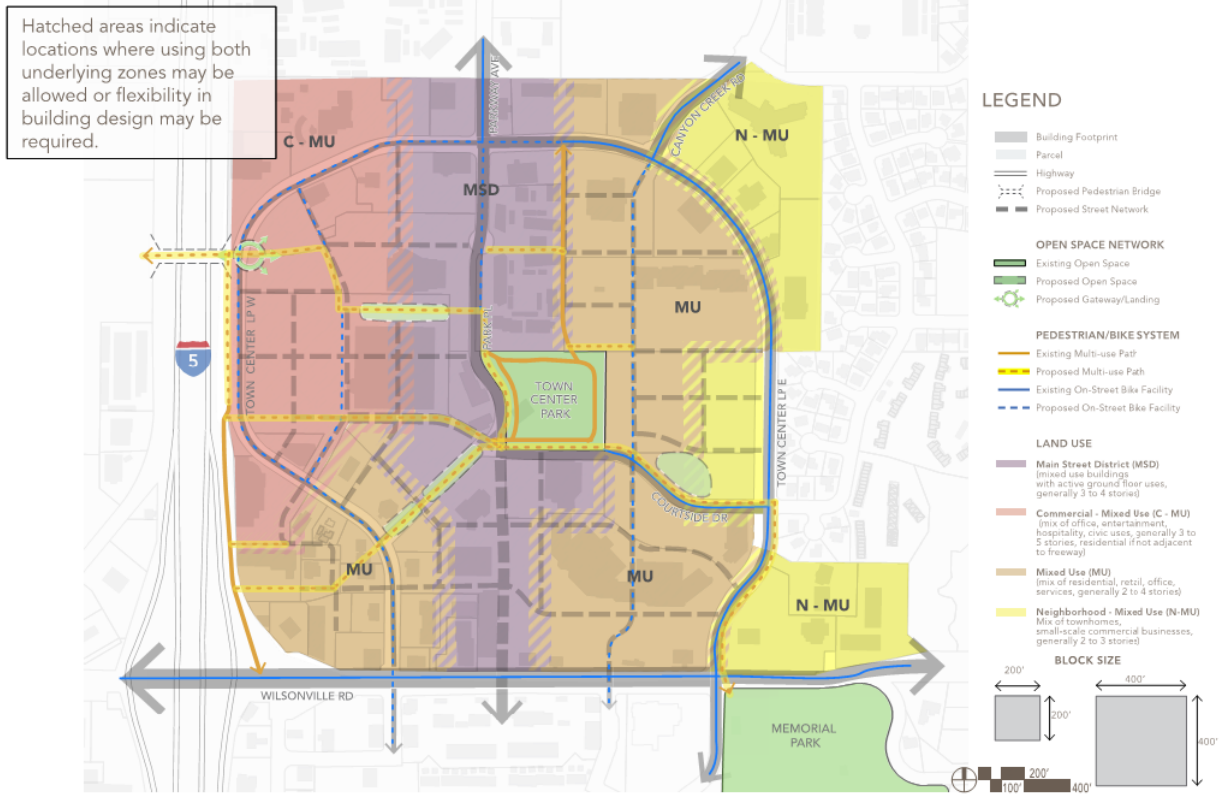 Hatched areas indicate
locations where using both
underlying zones may be
allowed or flexibility in
building design may be
required.
C - MU
N - MU
CANYON CREEK RD
MSD
MU
PARK PL
TOWN CENTER LP W
5
TOWN
CENTER
PARK
TOWN CENTER LP E
COURTSIDE DR
MU
MU
N - MU
WILSONVILLE RD
MEMORIAL
PARK
LEGEND
Building Footprint
Parcel
Highway
Proposed Pedestrian Bridge
Proposed Street Network
OPEN SPACE NETWORK
Existing Open Space
Proposed Open Space
Proposed Gateway/Landing
PEDESTRIAN/BIKE SYSTEM
Existing Multi-use Path
Proposed Multi-use Path
Existing On-Street Bike Facility
Proposed On-Street Bike Facility
LAND USE
Main Street District (MSD)
(mixed use buildings
with active ground floor uses,
generally 3 to 4 stories)
Commercial - Mixed Use (C - MU)
(mix of office, entertainment,
hospitality, civic uses, generally 3 to
5 stories, residential if not adjacent
to freeway)
Mixed Use (MU)
(mix of residential, retil, office,
services, generally 2 to 4 stories)
Neighborhood - Mixed Use (N-MU)
Mix of townhomes,
small-scale commercial businesses,
generally 2 to 3 stories)
BLOCK SIZE
200'
200'
400'
400'
200'
100'
400'